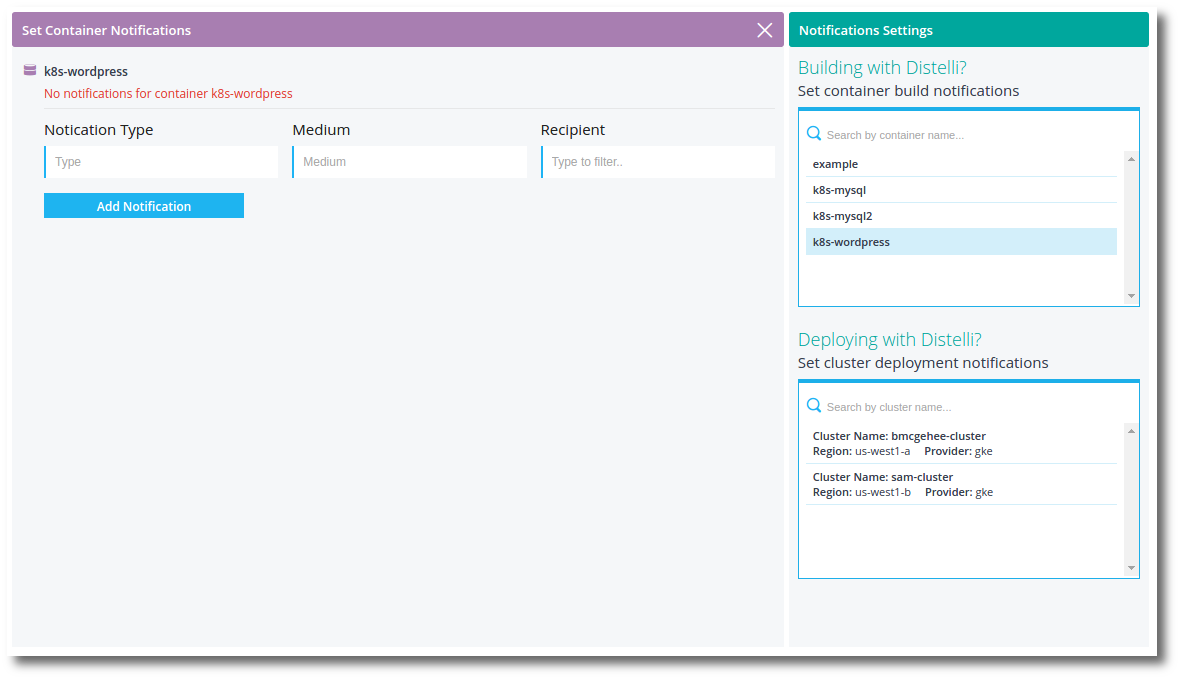 Set Container Notifications
k8s-wordpress
No notifications for container k8s-wordpress
Notication Type
Medium
Recipient
Type
Medium
Type to filter..
Add Notification
Notifications Settings
Building with Distelli?
Set container build notifications
Search by container name...
example
k8s-mysql
k8s-mysql2
k8s-wordpress
Deploying with Distelli?
Set cluster deployment notifications
Search by cluster name...
Cluster Name: bmcgehee-cluster
Region: us-west1-a Provider: gke
Cluster Name: sam-cluster
Region: us-west1-b Provider: gke